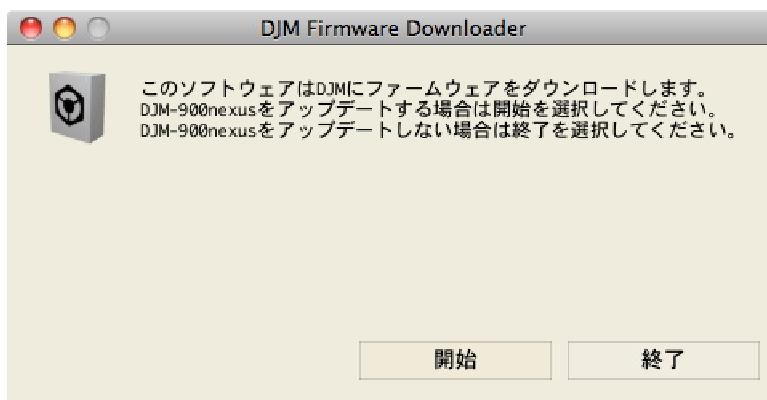 DJM Firmware Downloader
このソフトウェアはDJMにファームウェアをダウンロードします。
DJM-900nexusをアップデートする場合は開始を選択してください。
DJM-900nexusをアップデートしない場合は終了を選択してください。
開始
終了